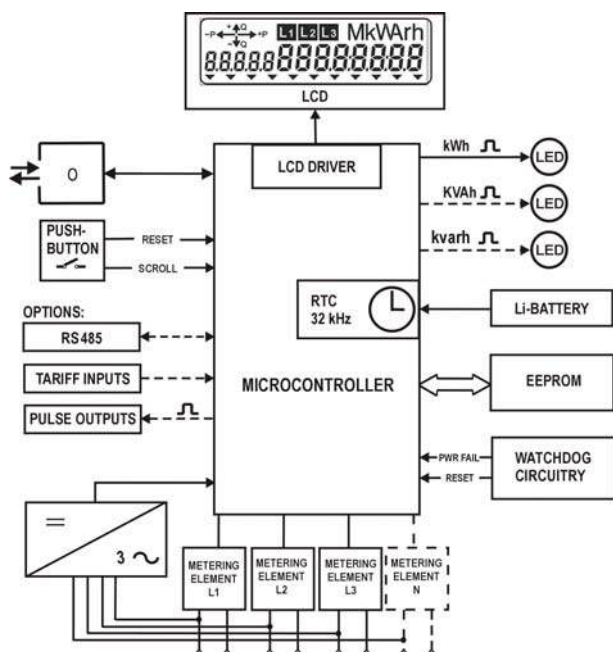 +Q
-P +P
-Q
L1 L2 L3 MkWArh
8.8.8.8.8 8.8.8.8.8.8.8.8
LCD
LCD DRIVER
O
PUSH-
BUTTON
RESET
SCROLL
OPTIONS:
RS485
TARIFF INPUTS
PULSE OUTPUTS
kWh
LED
KVAh
LED
kvarh
LED
RTC
32 kHz
Li-BATTERY
MICROCONTROLLER
EEPROM
PWR FAIL
RESET
WATCHDOG
CIRCUITRY
3
METERING
ELEMENT
L1
METERING
ELEMENT
L2
METERING
ELEMENT
L3
METERING
ELEMENT
N